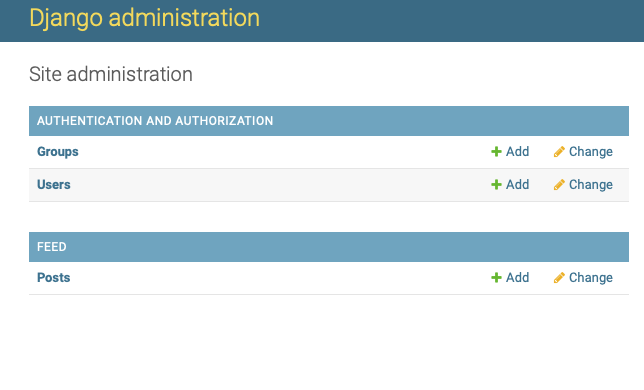 Django administration
Site administration
AUTHENTICATION AND AUTHORIZATION
Groups Add Change
Users Add Change
FEED
Posts Add Change